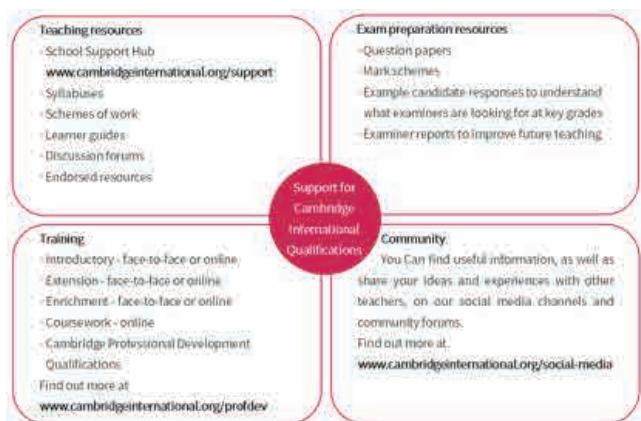 Teaching resources
School Support Hub
www.cambridgeinternational.org/support
Syllabuses
Schemes of work
Learner guides
Discussion forums
Endorsed resources
Exam preparation resources
Question papers
Mark schemes
Example candidate responses to understand
what examiners are looking for at key grades
Examiner reports to improve future teaching
Support for
Cambridge
International
Qualifications
Training
Introductory - face-to-face or online
Extension - face-to-face or online
Enrichment - face-to-face or online
Coursework - online
Cambridge Professional Development
Qualifications
Find out more at
www.cambridgeinternational.org/profdev
Community
You Can find useful information, as well as
share your ideas and experiences with other
teachers, on our social media channels and
community forums.
Find out more at.
www.cambridgeinternational.org/social-media